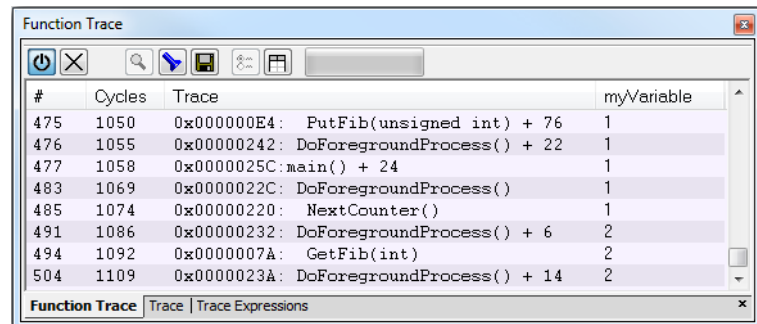 Function Trace
# Cycles Trace myVariable
475 1050 0x000000E4: PutFib(unsigned int) + 76 1
476 1055 0x00000242: DoForegroundProcess() + 22 1
477 1058 0x0000025C:main() + 24 1
483 1069 0x0000022C: DoForegroundProcess() 1
485 1074 0x00000220: NextCounter() 1
491 1086 0x00000232: DoForegroundProcess() + 6 2
494 1092 0x0000007A: GetFib(int) 2
504 1109 0x0000023A: DoForegroundProcess() + 14 2
Function Trace | Trace | Trace Expressions